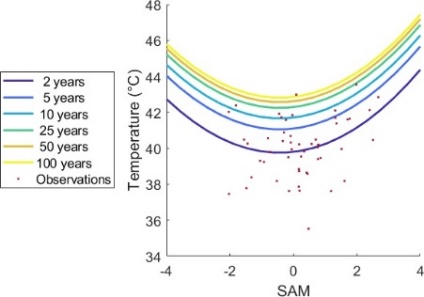 48
46
44
42
40
38
36
34
Temperature (°C)
2 years
5 years
10 years
25 years
50 years
100 years
Observations
-4
-2
0
2
4
SAM